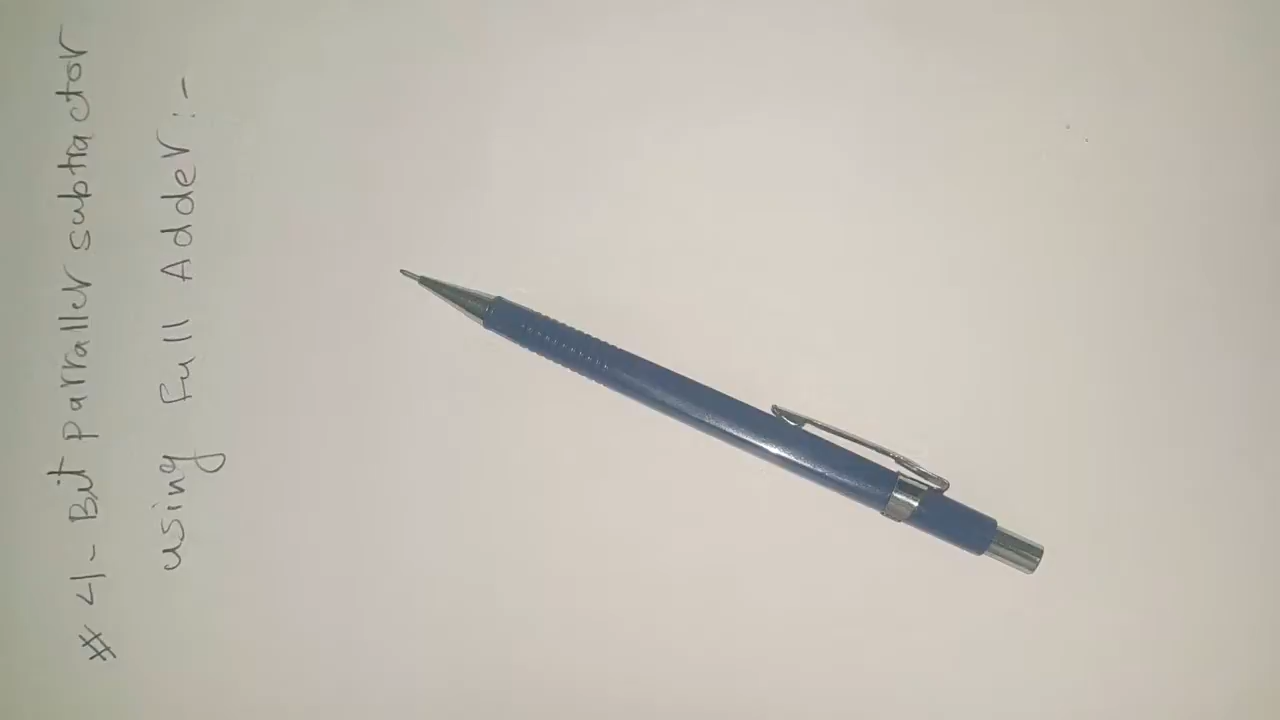 # 4-Bit parraller subtractor
using Full Adder:-